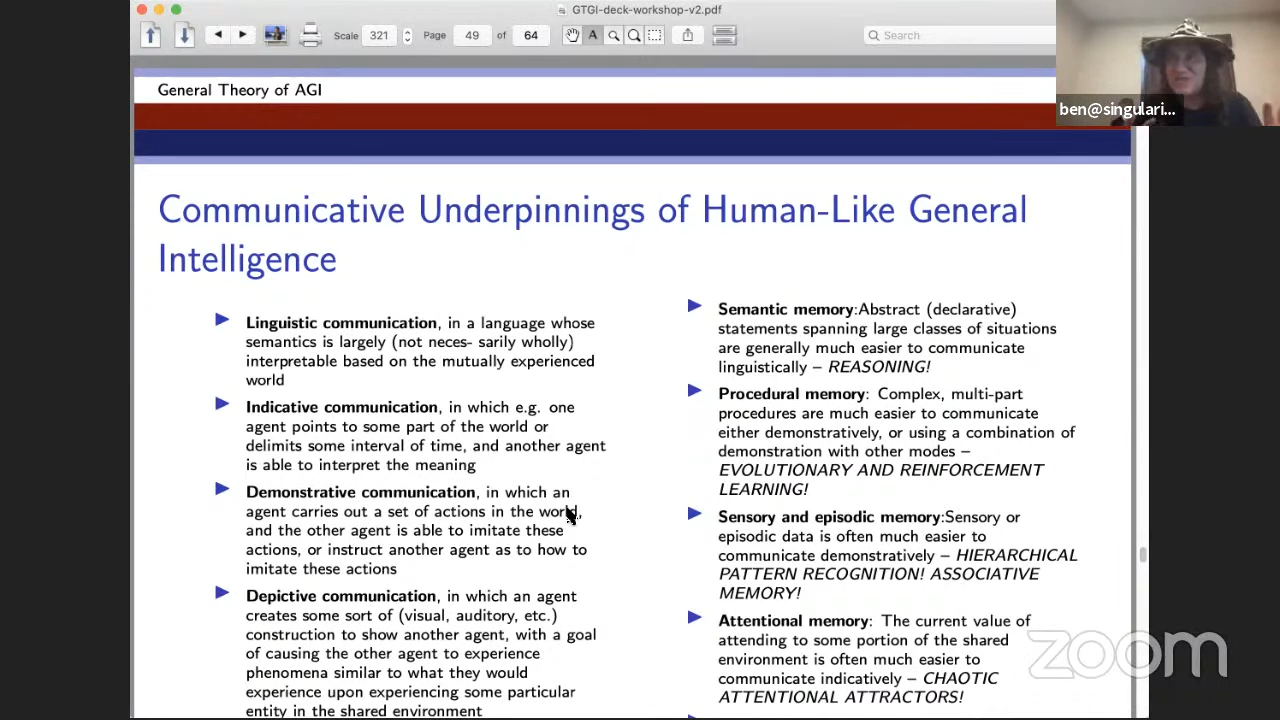 GTGI-deck-workshop-v2.pdf
Scale 321 Page 49 of 64 Search
ben@singulari...
General Theory of AGI
Communicative Underpinnings of Human-Like General
Intelligence
Linguistic communication, in a language whose
semantics is largely (not neces- sarily wholly)
interpretable based on the mutually experienced
world
Indicative communication, in which e.g. one
agent points to some part of the world or
delimits some interval of time, and another agent
is able to interpret the meaning
Demonstrative communication, in which an
agent carries out a set of actions in the world,
and the other agent is able to imitate these
actions, or instruct another agent as to how to
imitate these actions
Depictive communication, in which an agent
creates some sort of (visual, auditory, etc.)
construction to show another agent, with a goal
of causing the other agent to experience
phenomena similar to what they would
experience upon experiencing some particular
entity in the shared environment
Semantic memory:Abstract (declarative)
statements spanning large classes of situations
are generally much easier to communicate
linguistically – REASONING!
Procedural memory: Complex, multi-part
procedures are much easier to communicate
either demonstratively, or using a combination of
demonstration with other modes –
EVOLUTIONARY AND REINFORCEMENT
LEARNING!
Sensory and episodic memory:Sensory or
episodic data is often much easier to
communicate demonstratively – HIERARCHICAL
PATTERN RECOGNITION! ASSOCIATIVE
MEMORY!
Attentional memory: The current value of
attending to some portion of the shared
environment is often much easier to
communicate indicatively – CHAOTIC
ATTENTIONAL ATTRACTORS!
zoom